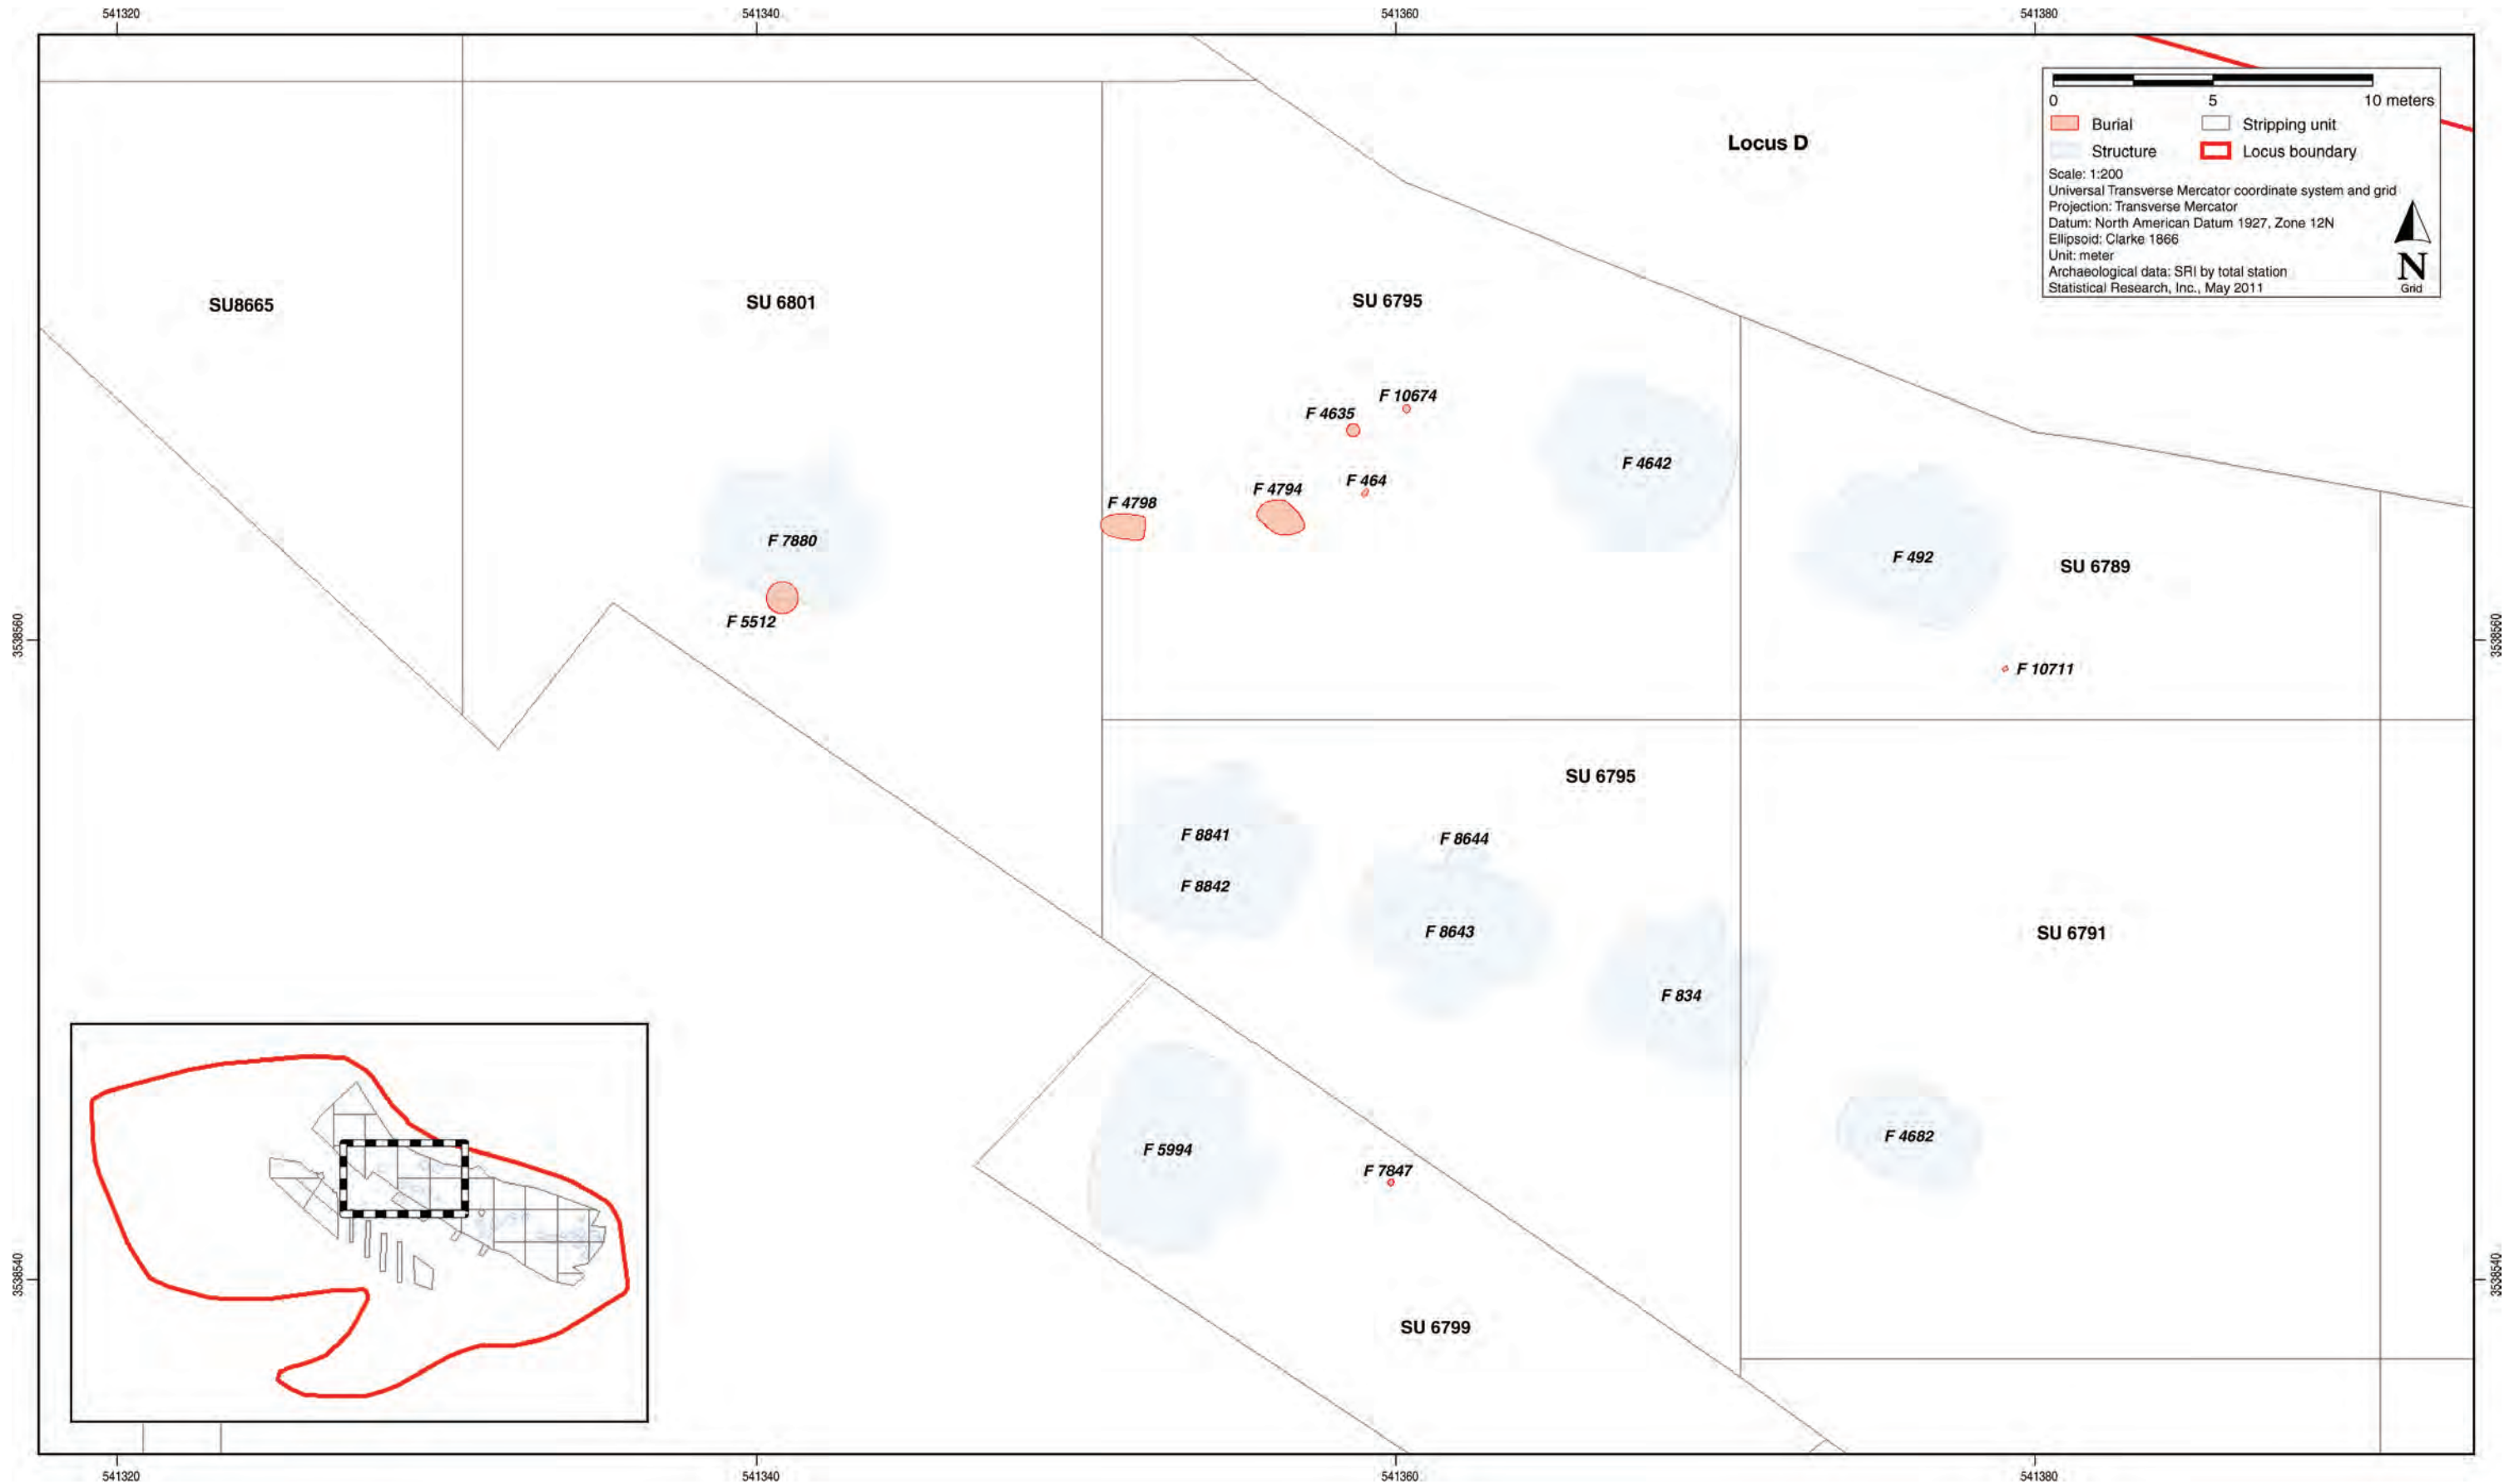 541320
541340
541360
541380
0 5 10 meters
Burial
Stripping unit
Structure
Locus boundary
Scale: 1:200
Universal Transverse Mercator coordinate system and grid
Projection: Transverse Mercator
Datum: North American Datum 1927, Zone 12N
Ellipsoid: Clarke 1866
Unit: meter
Archaeological data: SRI by total station
Statistical Research, Inc., May 2011
N
Grid
Locus D
SU8665
SU 6801
SU 6795
F 10674
F 4635
F 4642
F 464
F 4794
F 4798
F 7880
F 492
SU 6789
F 5512
3538560
3538560
F 10711
SU 6795
F 8841
F 8644
F 8842
F 8643
SU 6791
F 834
F 4682
F 5994
F 7847
3538540
3538540
SU 6799
541320
541340
541360
541380